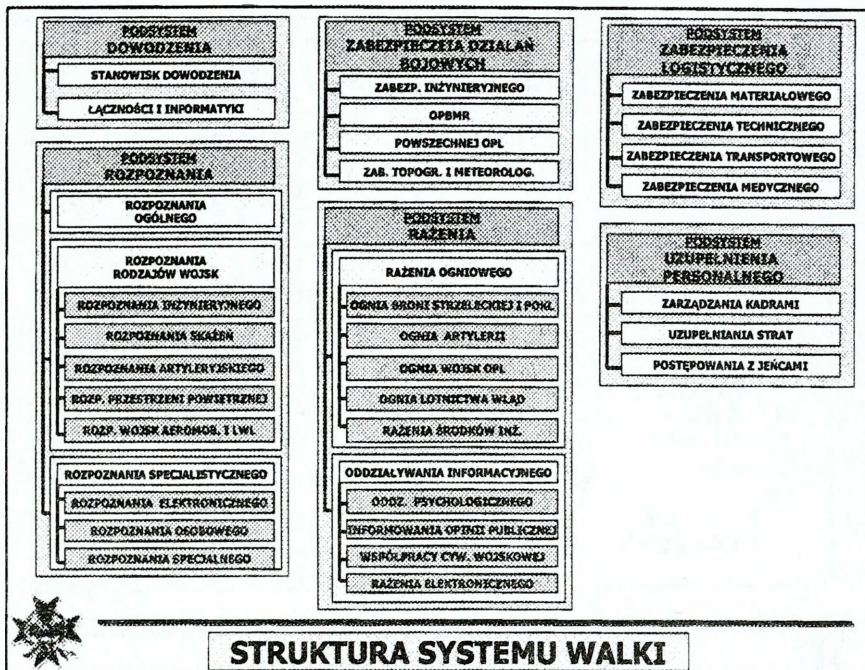 PODSYSTEM
DOWODZENIA
STANOWISK DOWODZENIA
ŁĄCZNOŚCI I INFORMATYKI
PODSYSTEM
ROZPOZNANIA
ROZPOZNANIA
OGÓLNEGO
ROZPOZNANIA
RODZAJÓW WOJSK
ROZPOZNANIA INŻYNIERYJNEGO
ROZPOZNANIA SKAŻEŃ
ROZPOZNANIA ARTYLERYJSKIEGO
ROZP. PRZESTRZENI POWIETRZNEJ
ROZP. WOJSK AEROMOB. I LWL
ROZPOZNANIA SPECJALISTYCZNEGO
ROZPOZNANIA ELEKTRONICZNEGO
ROZPOZNANIA OSOBOWEGO
ROZPOZNANIA SPECJALNEGO
PODSYSTEM
ZABEZPIECZETA DZIALAŃ
BOJOWYCH
ZABEZP. INŻYNIERYJNEGO
OPBMR
POWSZECHNEJ OPL
ZAB. TOPOGR. I METEOROLOG.
PODSYSTEM
RAŻENIA
RAŻENIA OGNIOWEGO
OGNIA BRONI STRZELECKIEJ I POKŁ.
OGNIA ARTYLERII
OGNIA WOJSK OPL
OGNIA LOTNICTWA WLĄD
RAŻENIA ŚRODKÓW INŻ.
ODDZIAŁYWANIA INFORMACYJNEGO
ODDZ. PSYCHOLOGICZNEGO
INFORMOWANIA OPINII PUBLICZNEJ
WSPÓŁPRACY CYW. WOJSKOWEJ
RAŻENIA ELEKTRONICZNEGO
PODSYSTEM
ZABEZPIECZENIA
LOGISTYCZNEGO
ZABEZPIECZENIA MATERIAŁOWEGO
ZABEZPIECZENIA TECHNICZNEGO
ZABEZPIECZENIA TRANSPORTOWEGO
ZABEZPIECZENIA MEDYCZNEGO
PODSYSTEM
UZUPEŁNIENIA
PERSONALNEGO
ZARZĄDZANIA KADRAMI
UZUPEŁNIANIA STRAT
POSTĘPOWANIA Z JEŃCAMI
STRUKTURA SYSTEMU WALKI